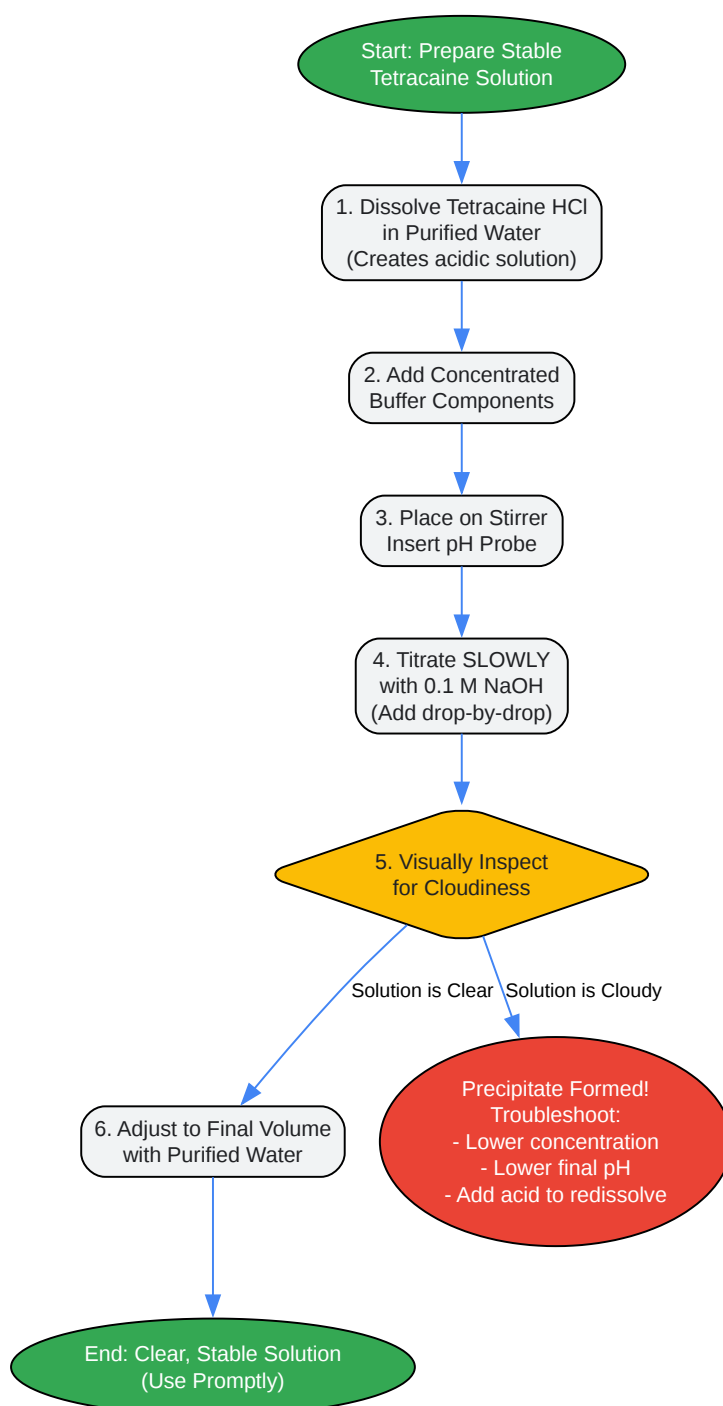 Start: Prepare Stable
Tetracaine Solution
1. Dissolve Tetracaine HCl
in Purified Water
(Creates acidic solution)
2. Add Concentrated
Buffer Components
3. Place on Stirrer
Insert pH Probe
4. Titrate SLOWLY
with 0.1 M NaOH
(Add drop-by-drop)
5. Visually Inspect
for Cloudiness
Solution is Clear
Solution is Cloudy
Precipitate Formed!
Troubleshoot:
- Lower concentration
- Lower final pH
- Add acid to redissolve
6. Adjust to Final Volume
with Purified Water
End: Clear, Stable Solution
(Use Promptly)